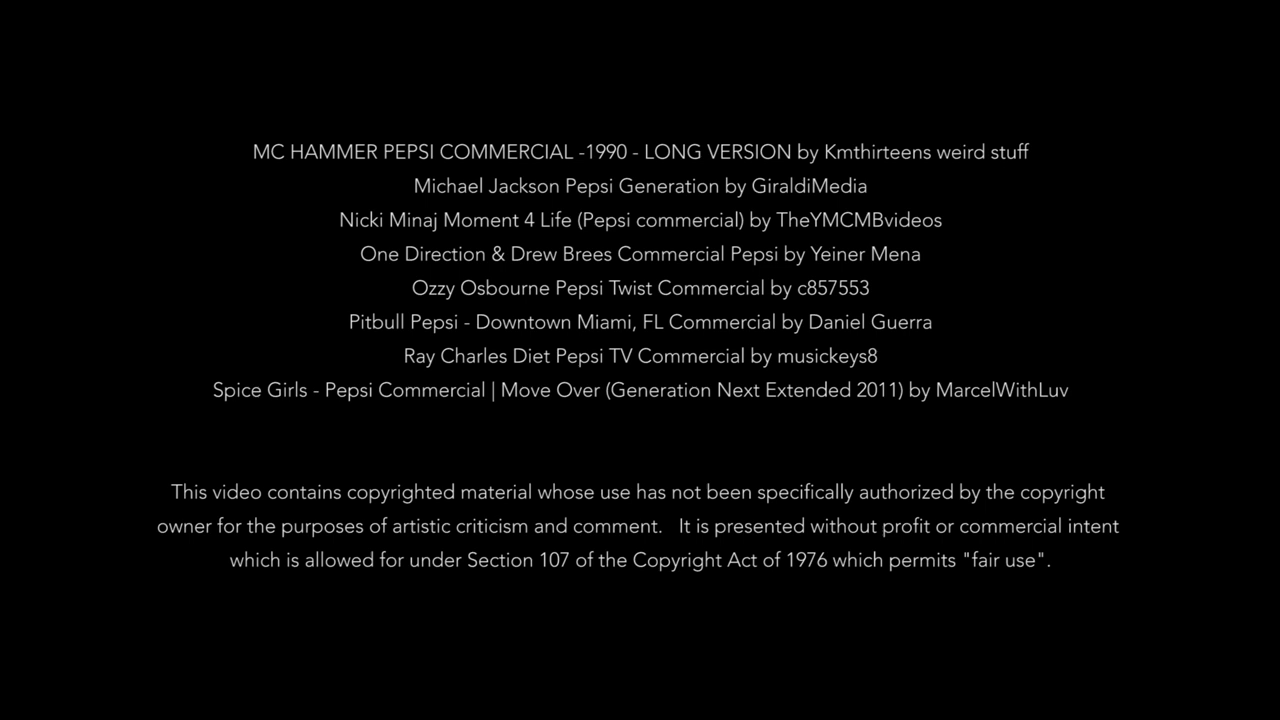 MC HAMMER PEPSI COMMERCIAL -1990 - LONG VERSION by Kmthirteens weird stuff
Michael Jackson Pepsi Generation by GiraldiMedia
Nicki Minaj Moment 4 Life (Pepsi commercial) by TheYMCMBvideos
One Direction & Drew Brees Commercial Pepsi by Yeiner Mena
Ozzy Osbourne Pepsi Twist Commercial by c857553
Pitbull Pepsi - Downtown Miami, FL Commercial by Daniel Guerra
Ray Charles Diet Pepsi TV Commercial by musickeys8
Spice Girls - Pepsi Commercial | Move Over (Generation Next Extended 2011) by MarcelWithLuv
This video contains copyrighted material whose use has not been specifically authorized by the copyright
owner for the purposes of artistic criticism and comment.   It is presented without profit or commercial intent
which is allowed for under Section 107 of the Copyright Act of 1976 which permits "fair use".